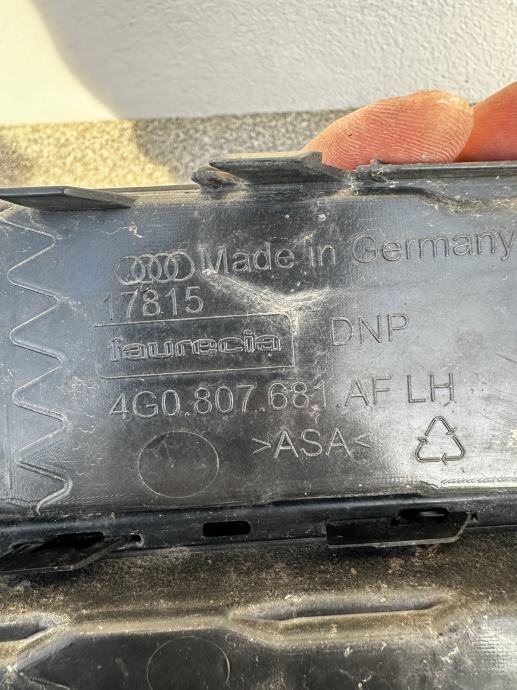 Made in Germany
17815
faurecia DNP
4G0.807.681.AF LH
>ASA<